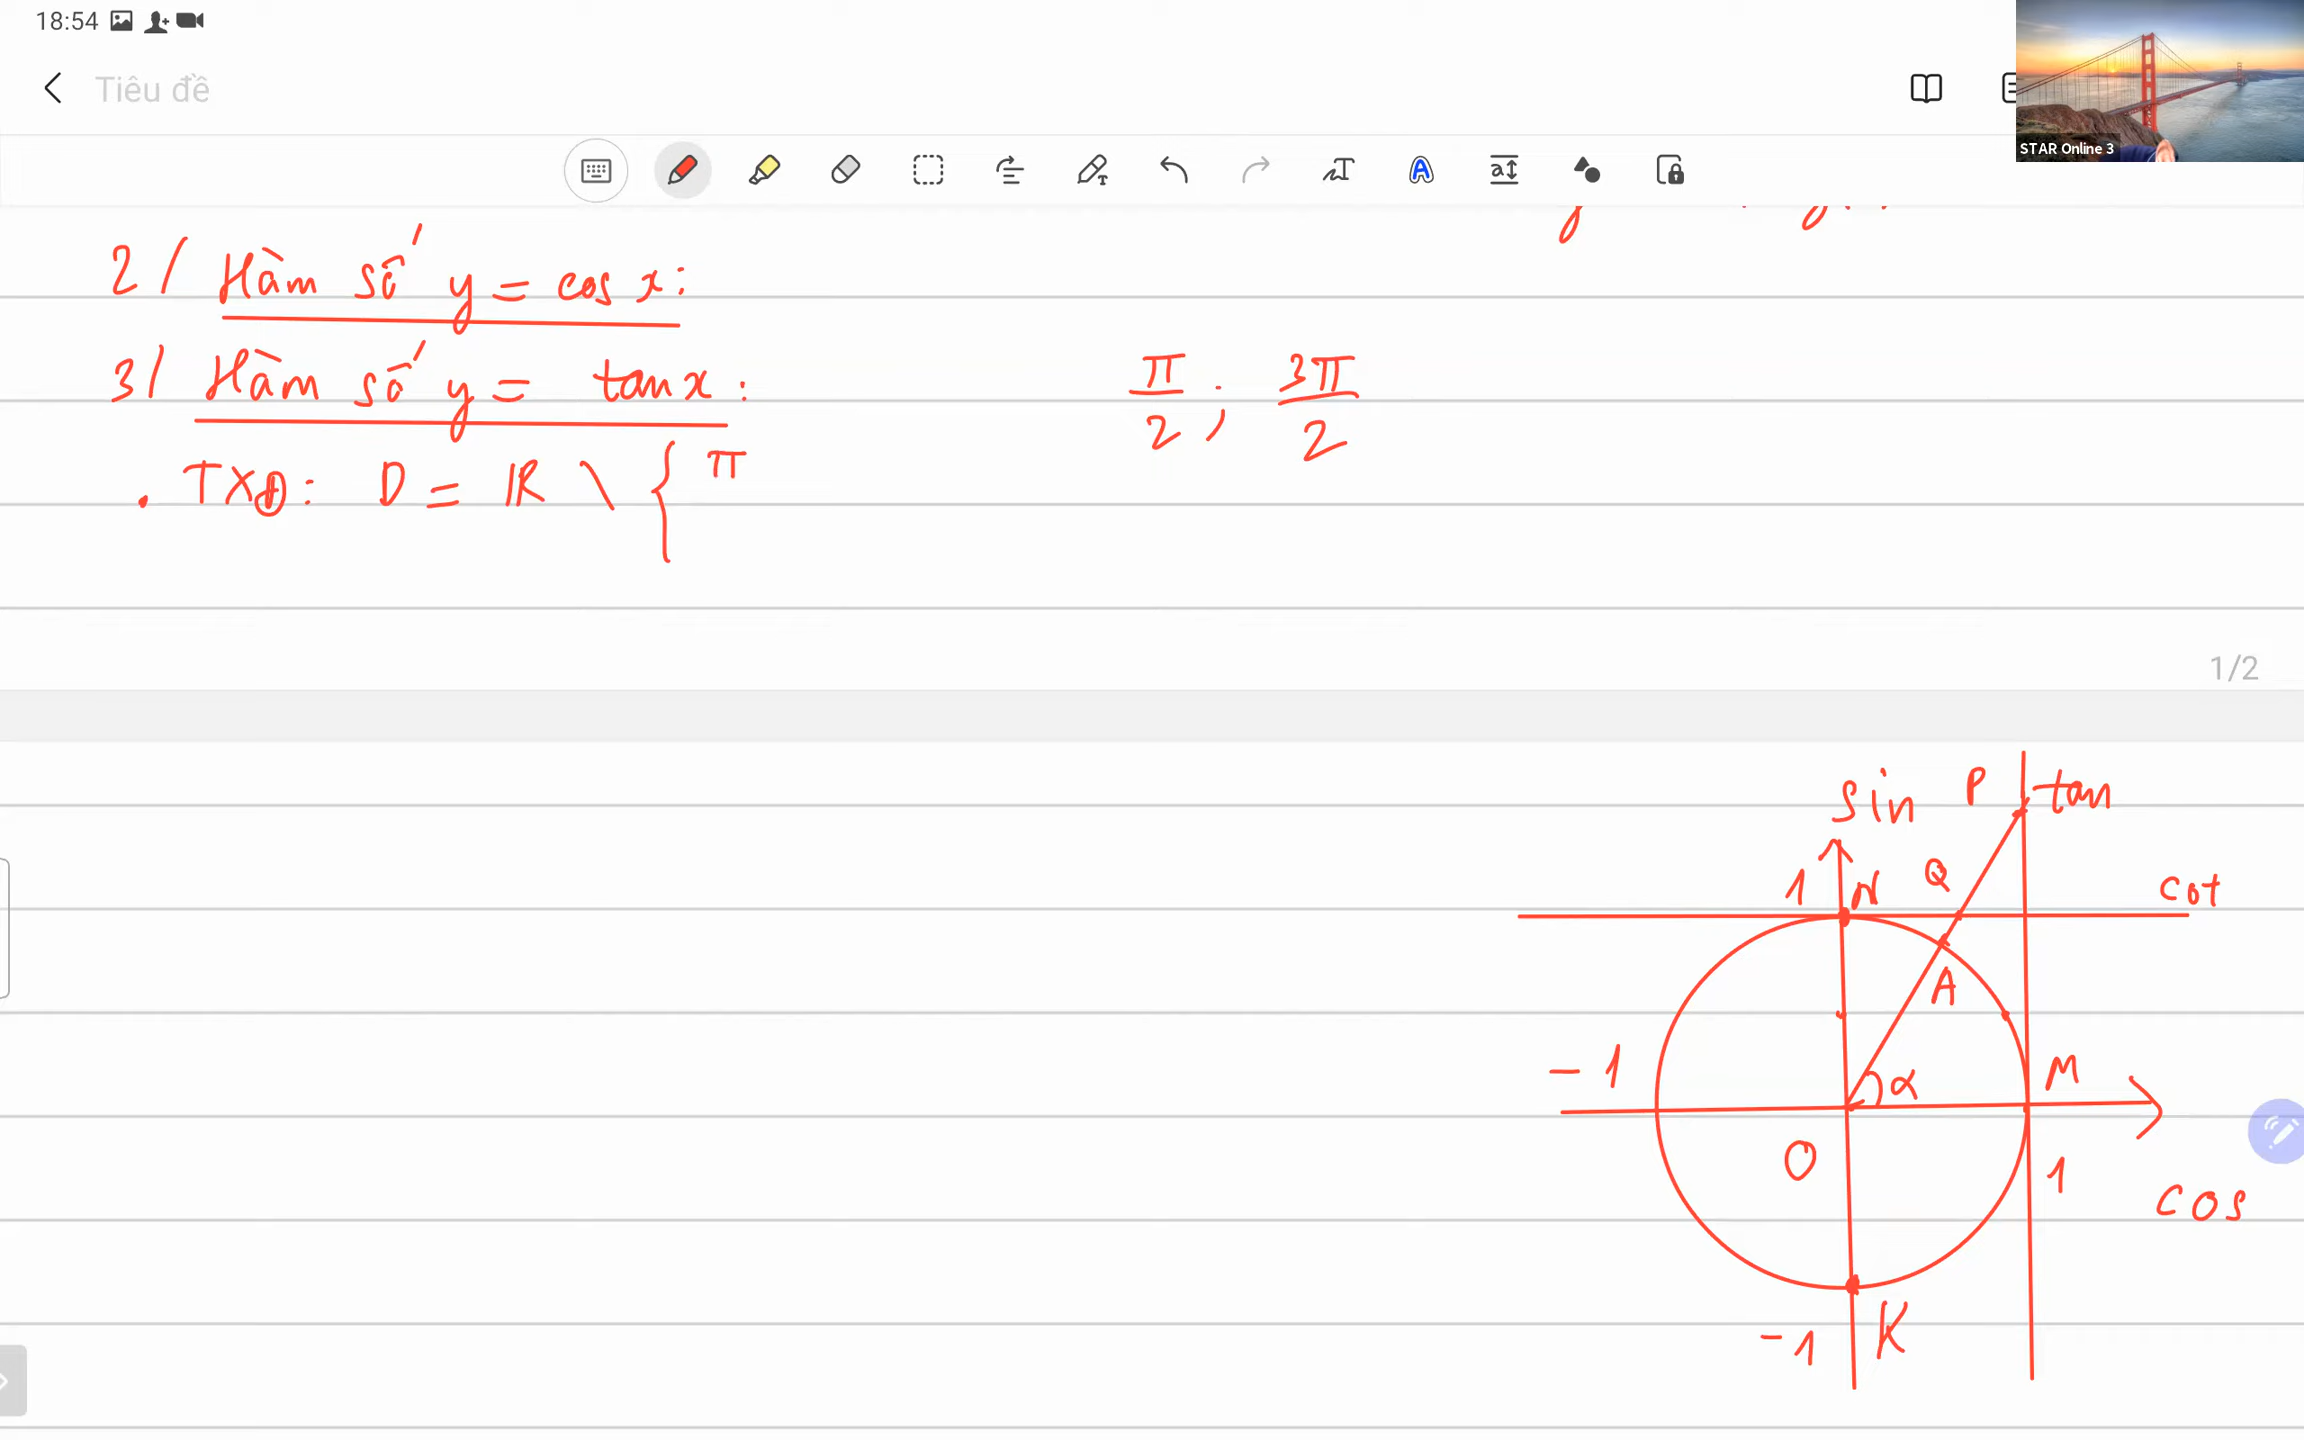 18:54
Tiêu đề
STAR Online 3
2/ Hàm số y = cos x:
3/ Hàm số y = tan x:
π/2 ; 3π/2
. TXĐ: D = ℝ \ { π
1/2
sin P tan
1 N Q cot
A
-1 α M
O 1
cos
-1 K